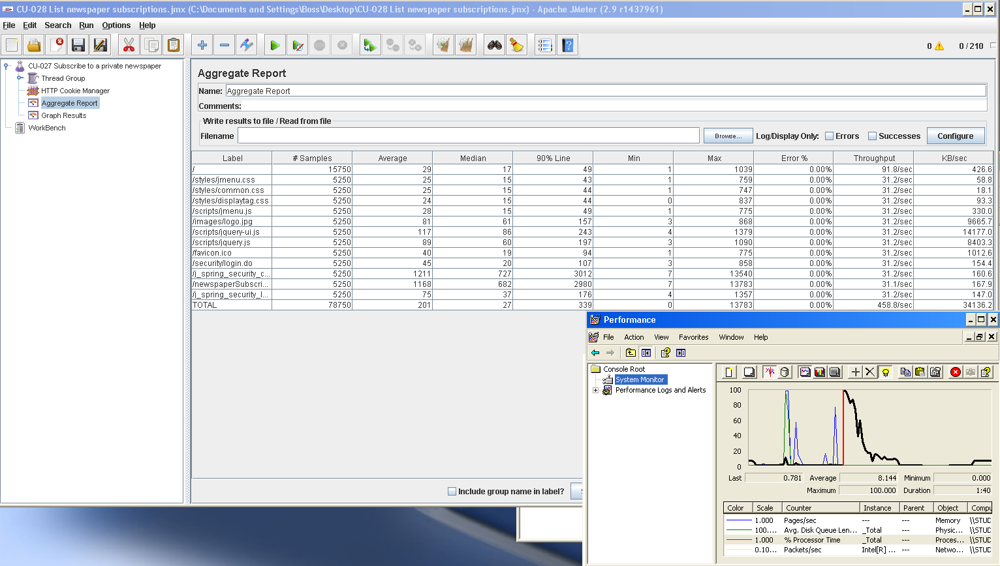 CU-028 List newspaper subscriptions.jmx (C:\Documents and Settings\Boss\Desktop\CU-028 List newspaper subscriptions.jmx) - Apache JMeter (2.9 r1437961)
File Edit Search Run Options Help
0 0 / 210
CU-027 Subscribe to a private newspaper
Thread Group
HTTP Cookie Manager
Aggregate Report
Graph Results
WorkBench
Aggregate Report
Name: Aggregate Report
Comments:
Write results to file / Read from file
Filename Browse... Log/Display Only: Errors Successes Configure
Label # Samples Average Median 90% Line Min Max Error % Throughput KB/sec
/ 15750 29 17 49 1 1039 0.00% 91.8/sec 426.6
/styles/jmenu.css 5250 25 15 43 1 759 0.00% 31.2/sec 58.8
/styles/common.css 5250 25 15 44 1 747 0.00% 31.2/sec 18.1
/styles/displaytag.css 5250 24 15 44 0 837 0.00% 31.2/sec 93.3
/scripts/jmenu.js 5250 28 15 49 1 775 0.00% 31.2/sec 330.0
/images/logo.jpg 5250 81 61 157 3 868 0.00% 31.2/sec 9665.7
/scripts/jquery-ui.js 5250 117 86 243 4 1379 0.00% 31.2/sec 14177.0
/scripts/jquery.js 5250 89 60 197 3 1090 0.00% 31.2/sec 8403.3
/favicon.ico 5250 40 19 94 1 775 0.00% 31.2/sec 1012.6
/security/login.do 5250 45 20 107 3 858 0.00% 31.2/sec 154.4
/j_spring_security_c... 5250 1211 727 3012 7 13540 0.00% 31.2/sec 160.6
/newspaperSubscri... 5250 1168 682 2980 7 13783 0.00% 31.1/sec 167.9
/j_spring_security_l... 5250 75 37 176 4 1357 0.00% 31.2/sec 147.0
TOTAL 78750 201 27 339 0 13783 0.00% 458.8/sec 34136.2
Include group name in label?
Performance
File Action View Favorites Window Help
Console Root
System Monitor
Performance Logs and Alerts
100
80
60
40
20
0
Last 0.781 Average 8.144 Minimum 0.000
Maximum 100.000 Duration 1:40
Color Scale Counter Instance Parent Object Compu
1.000 Pages/sec --- --- Memory \\STUD
100.... Avg. Disk Queue Len... _Total --- Physic... \\STUD
1.000 % Processor Time _Total --- Proces... \\STUD
0.10... Packets/sec Intel[R] ... --- Netwo... \\STUD